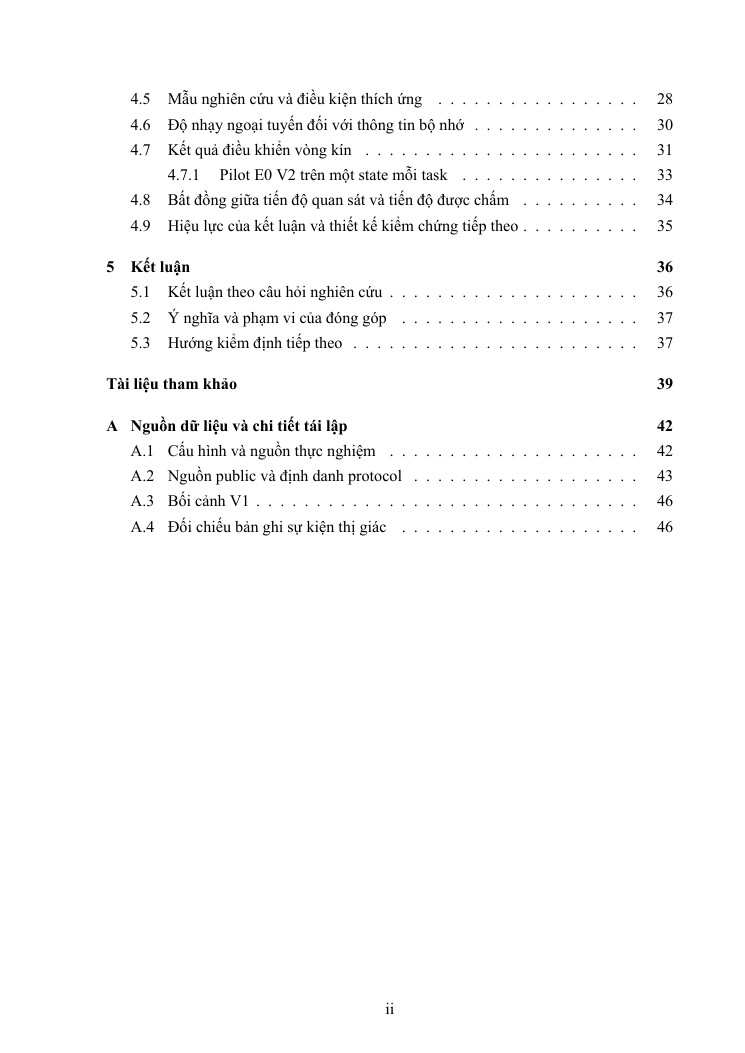 4.5 Mẫu nghiên cứu và điều kiện thích ứng . . . . . . . . . . . . . . . . . 28
4.6 Độ nhạy ngoại tuyến đối với thông tin bộ nhớ . . . . . . . . . . . . . . 30
4.7 Kết quả điều khiển vòng kín . . . . . . . . . . . . . . . . . . . . . . . 31
4.7.1 Pilot E0 V2 trên một state mỗi task . . . . . . . . . . . . . . . 33
4.8 Bất đồng giữa tiến độ quan sát và tiến độ được chấm . . . . . . . . . . 34
4.9 Hiệu lực của kết luận và thiết kế kiểm chứng tiếp theo . . . . . . . . . . 35
5 Kết luận 36
5.1 Kết luận theo câu hỏi nghiên cứu . . . . . . . . . . . . . . . . . . . . . 36
5.2 Ý nghĩa và phạm vi của đóng góp . . . . . . . . . . . . . . . . . . . . 37
5.3 Hướng kiểm định tiếp theo . . . . . . . . . . . . . . . . . . . . . . . . 37
Tài liệu tham khảo 39
A Nguồn dữ liệu và chi tiết tái lập 42
A.1 Cấu hình và nguồn thực nghiệm . . . . . . . . . . . . . . . . . . . . . 42
A.2 Nguồn public và định danh protocol . . . . . . . . . . . . . . . . . . . 43
A.3 Bối cảnh V1 . . . . . . . . . . . . . . . . . . . . . . . . . . . . . . . . 46
A.4 Đối chiếu bản ghi sự kiện thị giác . . . . . . . . . . . . . . . . . . . . 46
ii